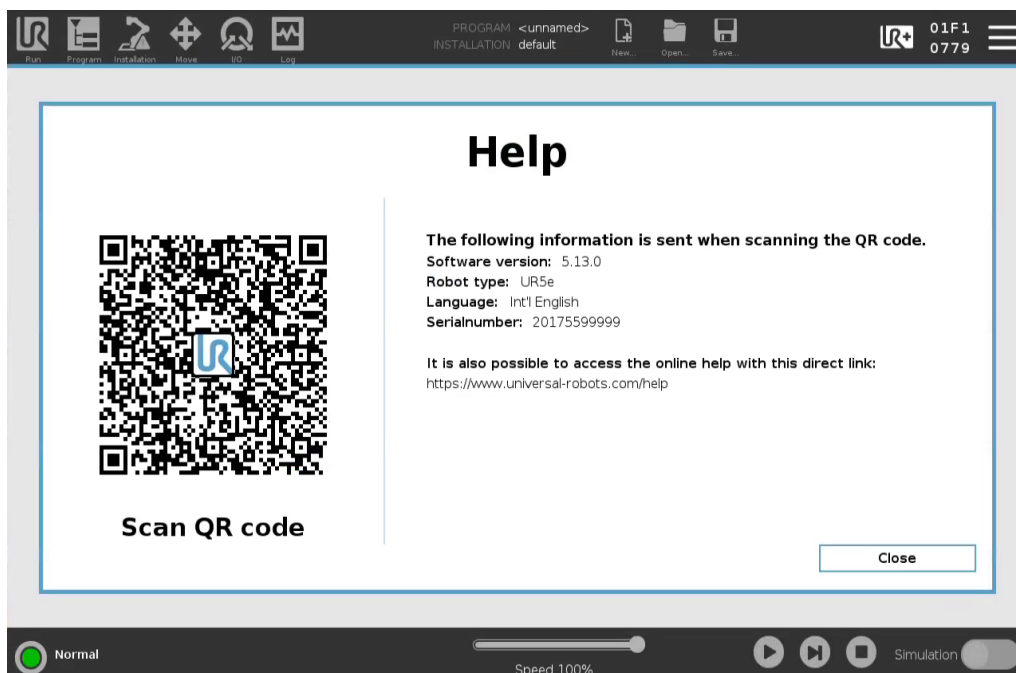 PROGRAM <unnamed>
INSTALLATION default
Run Program Installation Move I/O Log
New... Open... Save...
UR+
01F1
0779
Help
The following information is sent when scanning the QR code.
Software version: 5.13.0
Robot type: UR5e
Language: Int'l English
Serialnumber: 20175599999
It is also possible to access the online help with this direct link:
https://www.universal-robots.com/help
UR
Scan QR code
Close
Normal
Speed 100%
Simulation